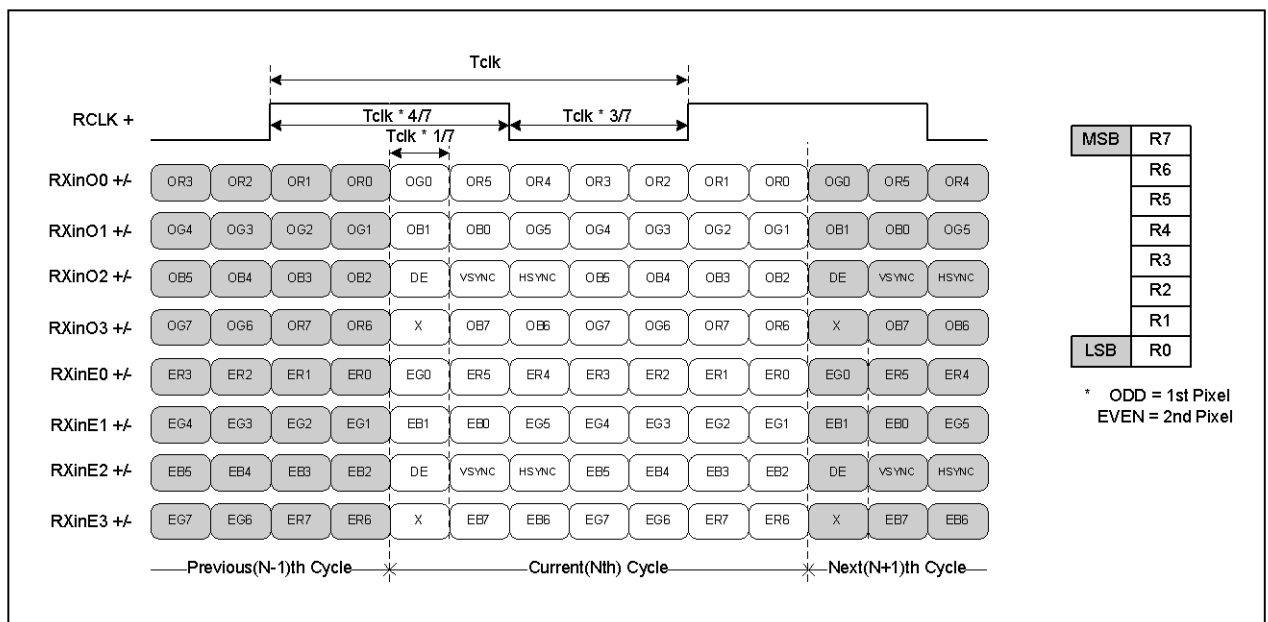 Tclk
RCLK +
Tclk * 4/7
Tclk * 3/7
Tclk * 1/7
RXinO0 +/- OR3 OR2 OR1 OR0 OG0 OR5 OR4 OR3 OR2 OR1 OR0 OG0 OR5 OR4
RXinO1 +/- OG4 OG3 OG2 OG1 OB1 OB0 OG5 OG4 OG3 OG2 OG1 OB1 OB0 OG5
RXinO2 +/- OB5 OB4 OB3 OB2 DE VSYNC HSYNC OB5 OB4 OB3 OB2 DE VSYNC HSYNC
RXinO3 +/- OG7 OG6 OR7 OR6 X OB7 OB6 OG7 OG6 OR7 OR6 X OB7 OB6
RXinE0 +/- ER3 ER2 ER1 ER0 EG0 ER5 ER4 ER3 ER2 ER1 ER0 EG0 ER5 ER4
RXinE1 +/- EG4 EG3 EG2 EG1 EB1 EB0 EG5 EG4 EG3 EG2 EG1 EB1 EB0 EG5
RXinE2 +/- EB5 EB4 EB3 EB2 DE VSYNC HSYNC EB5 EB4 EB3 EB2 DE VSYNC HSYNC
RXinE3 +/- EG7 EG6 ER7 ER6 X EB7 EB6 EG7 EG6 ER7 ER6 X EB7 EB6
Previous(N-1)th Cycle Current(Nth) Cycle Next(N+1)th Cycle
MSB R7
R6
R5
R4
R3
R2
R1
LSB R0
* ODD = 1st Pixel
EVEN = 2nd Pixel